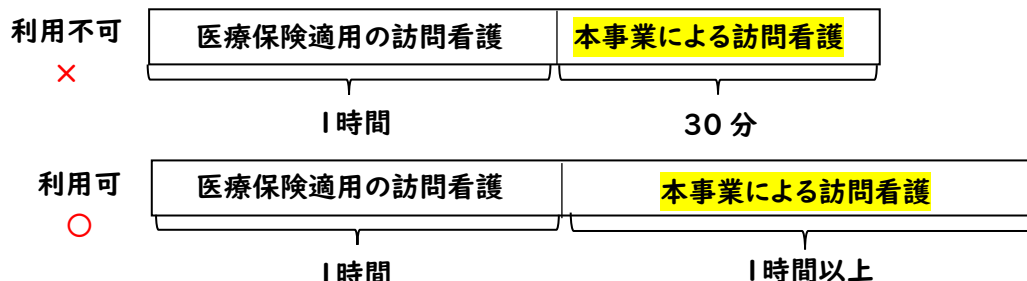 利用不可 医療保険適用の訪問看護 本事業による訪問看護
×
1時間 30分
利用可 医療保険適用の訪問看護 本事業による訪問看護
○
1時間 1時間以上